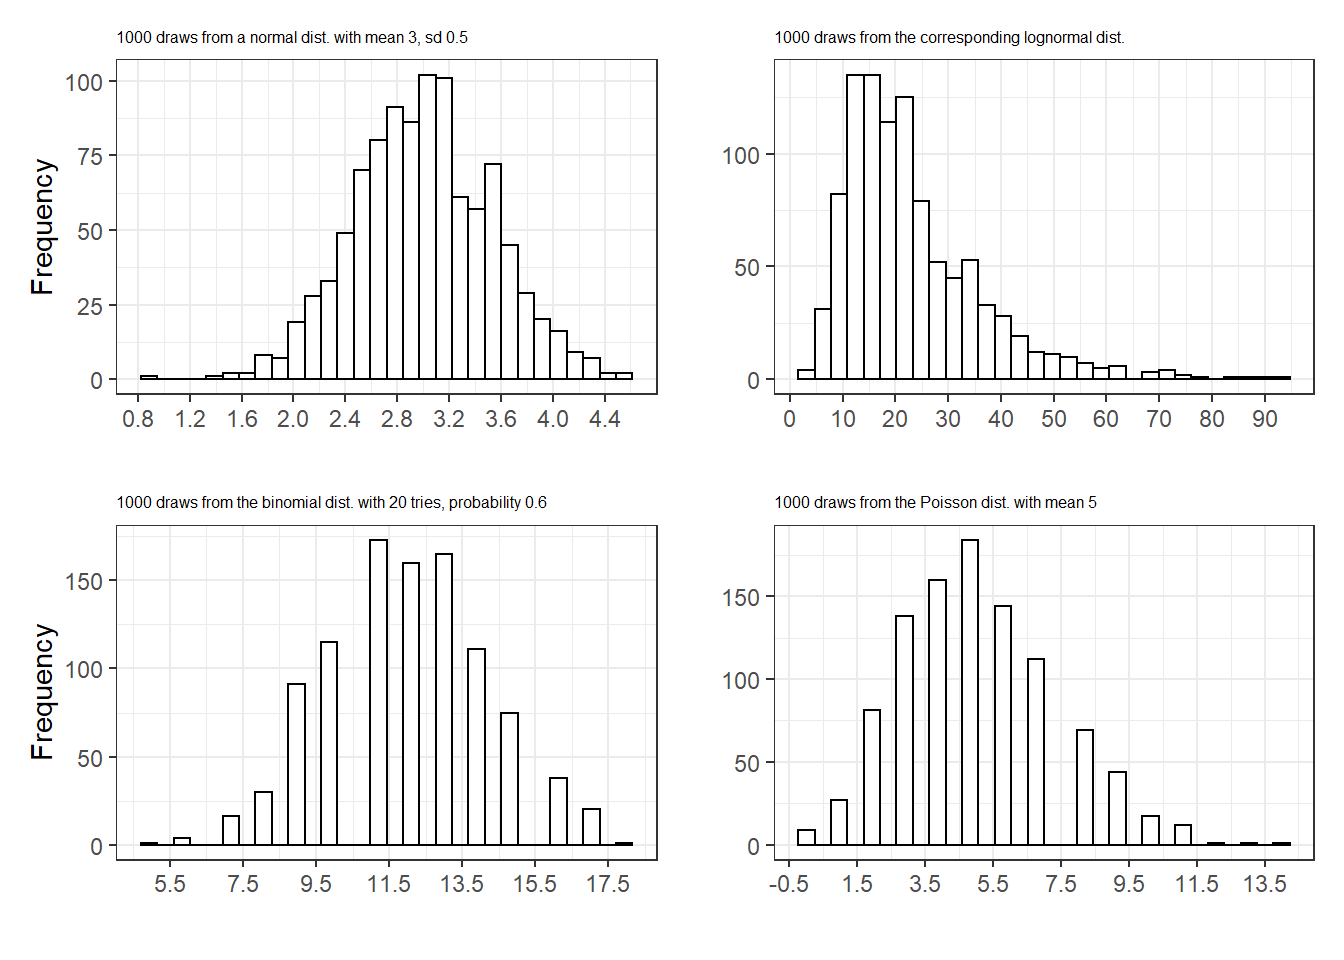 1000 draws from a normal dist. with mean 3, sd 0.5
Frequency
100
75
50
25
0
0.8 1.2 1.6 2.0 2.4 2.8 3.2 3.6 4.0 4.4
1000 draws from the corresponding lognormal dist.
100
50
0
0 10 20 30 40 50 60 70 80 90
1000 draws from the binomial dist. with 20 tries, probability 0.6
Frequency
150
100
50
0
5.5 7.5 9.5 11.5 13.5 15.5 17.5
1000 draws from the Poisson dist. with mean 5
150
100
50
0
-0.5 1.5 3.5 5.5 7.5 9.5 11.5 13.5